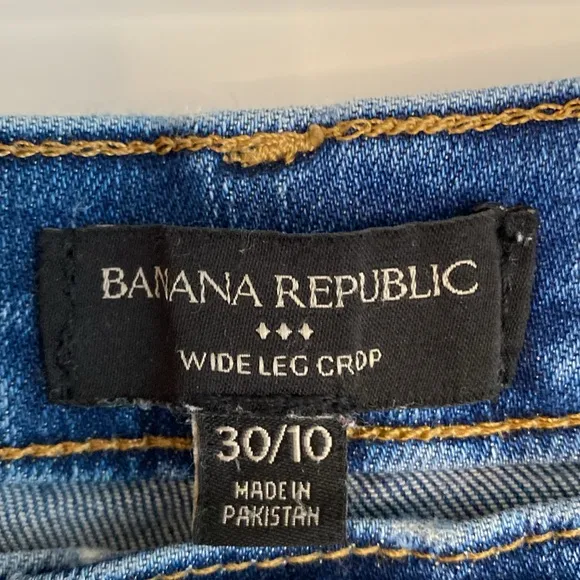 BANANA REPUBLIC
WIDE LEG CROP
30/10
MADE IN
PAKISTAN